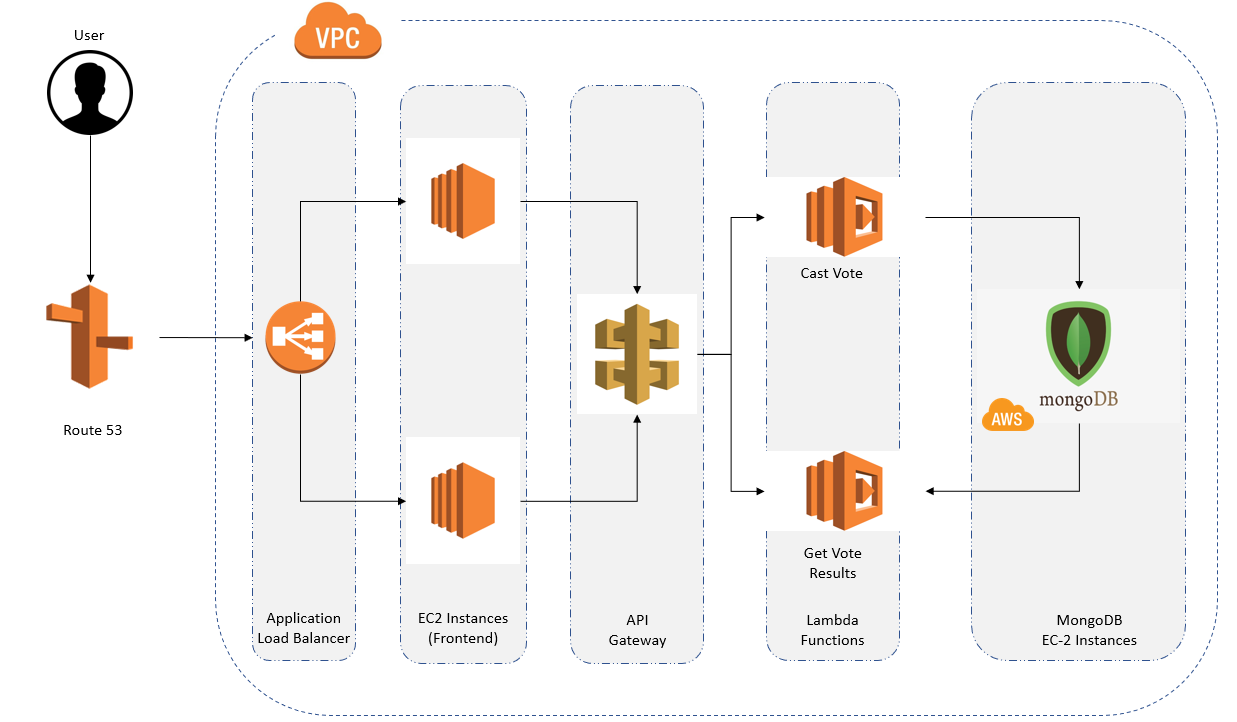 User
VPC
Route 53
Cast Vote
mongoDB
AWS
Get Vote
Results
Application
Load Balancer
EC2 Instances
(Frontend)
API
Gateway
Lambda
Functions
MongoDB
EC-2 Instances